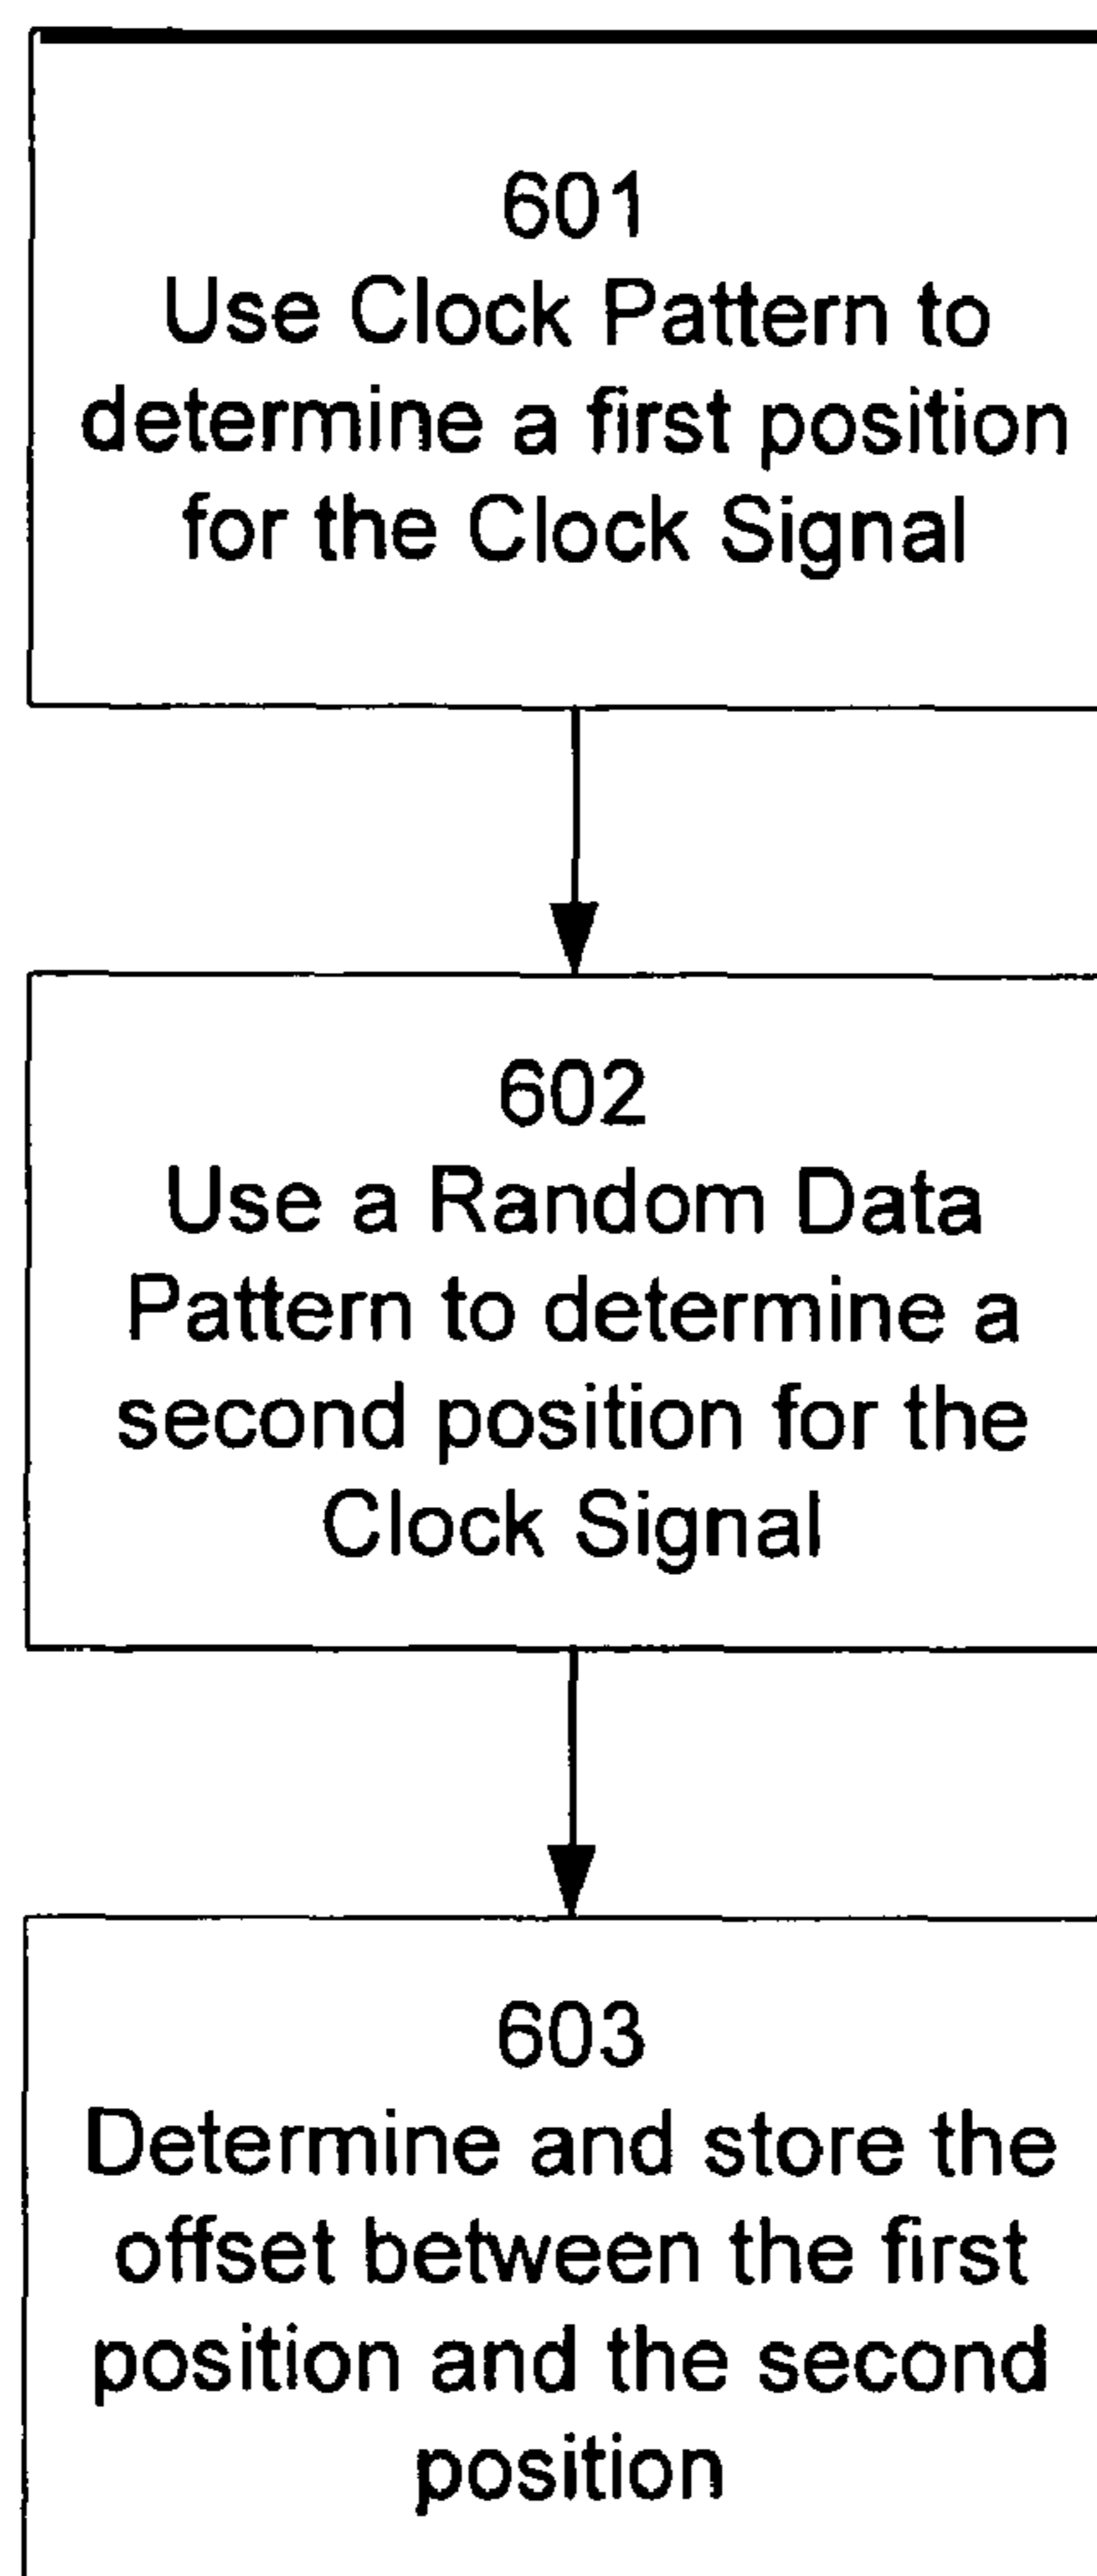 601
Use Clock Pattern to
determine a first position
for the Clock Signal
602
Use a Random Data
Pattern to determine a
second position for the
Clock Signal
603
Determine and store the
offset between the first
position and the second
position